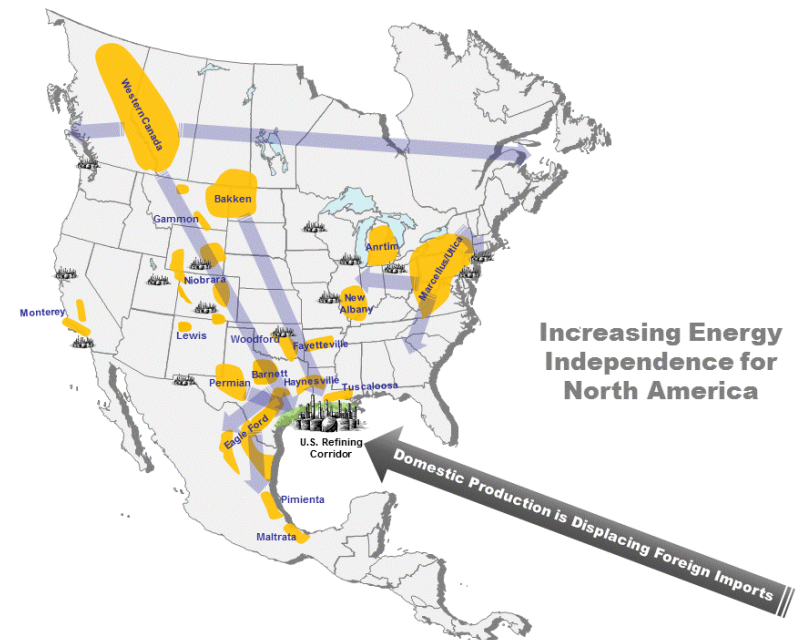 Western Canada
Bakken
Gammon
Anrtim
Marcellus/Utica
Niobrara
New
Albany
Monterey
Lewis
Woodford
Fayetteville
Increasing Energy
Independence for
North America
Barnett
Permian
Haynesville
Tuscaloosa
Eagle Ford
U.S. Refining
Corridor
Domestic Production is Displacing Foreign Imports
Pimienta
Maltrata